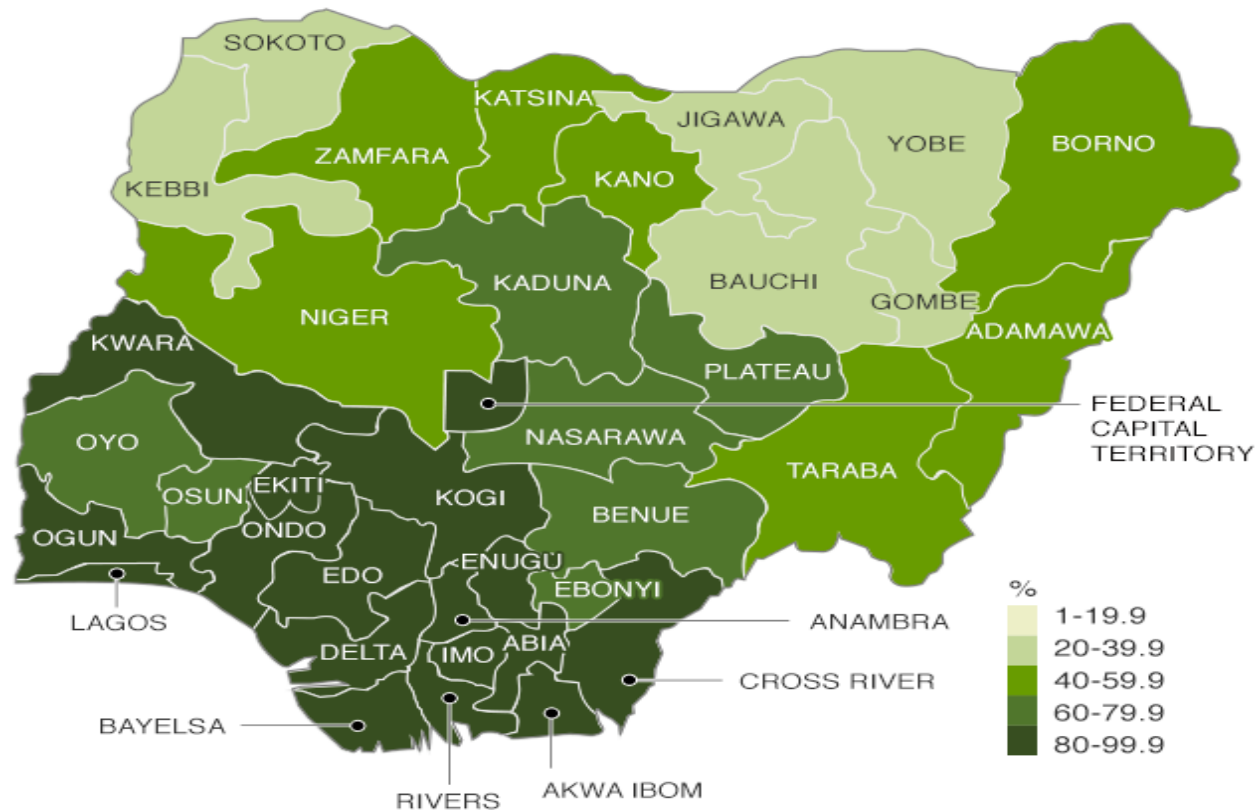 SOKOTO
KATSINA
JIGAWA
YOBE
BORNO
ZAMFARA
KANO
KEBBI
KADUNA
BAUCHI
GOMBE
NIGER
ADAMAWA
KWARA
PLATEAU
FEDERAL
CAPITAL
TERRITORY
OYO
NASARAWA
TARABA
OSUN
EKITI
KOGI
BENUE
OGUN
ONDO
EDO
ENUGU
EBONYI
LAGOS
ANAMBRA
DELTA
IMO
ABIA
CROSS RIVER
BAYELSA
RIVERS
AKWA IBOM
%
1-19.9
20-39.9
40-59.9
60-79.9
80-99.9